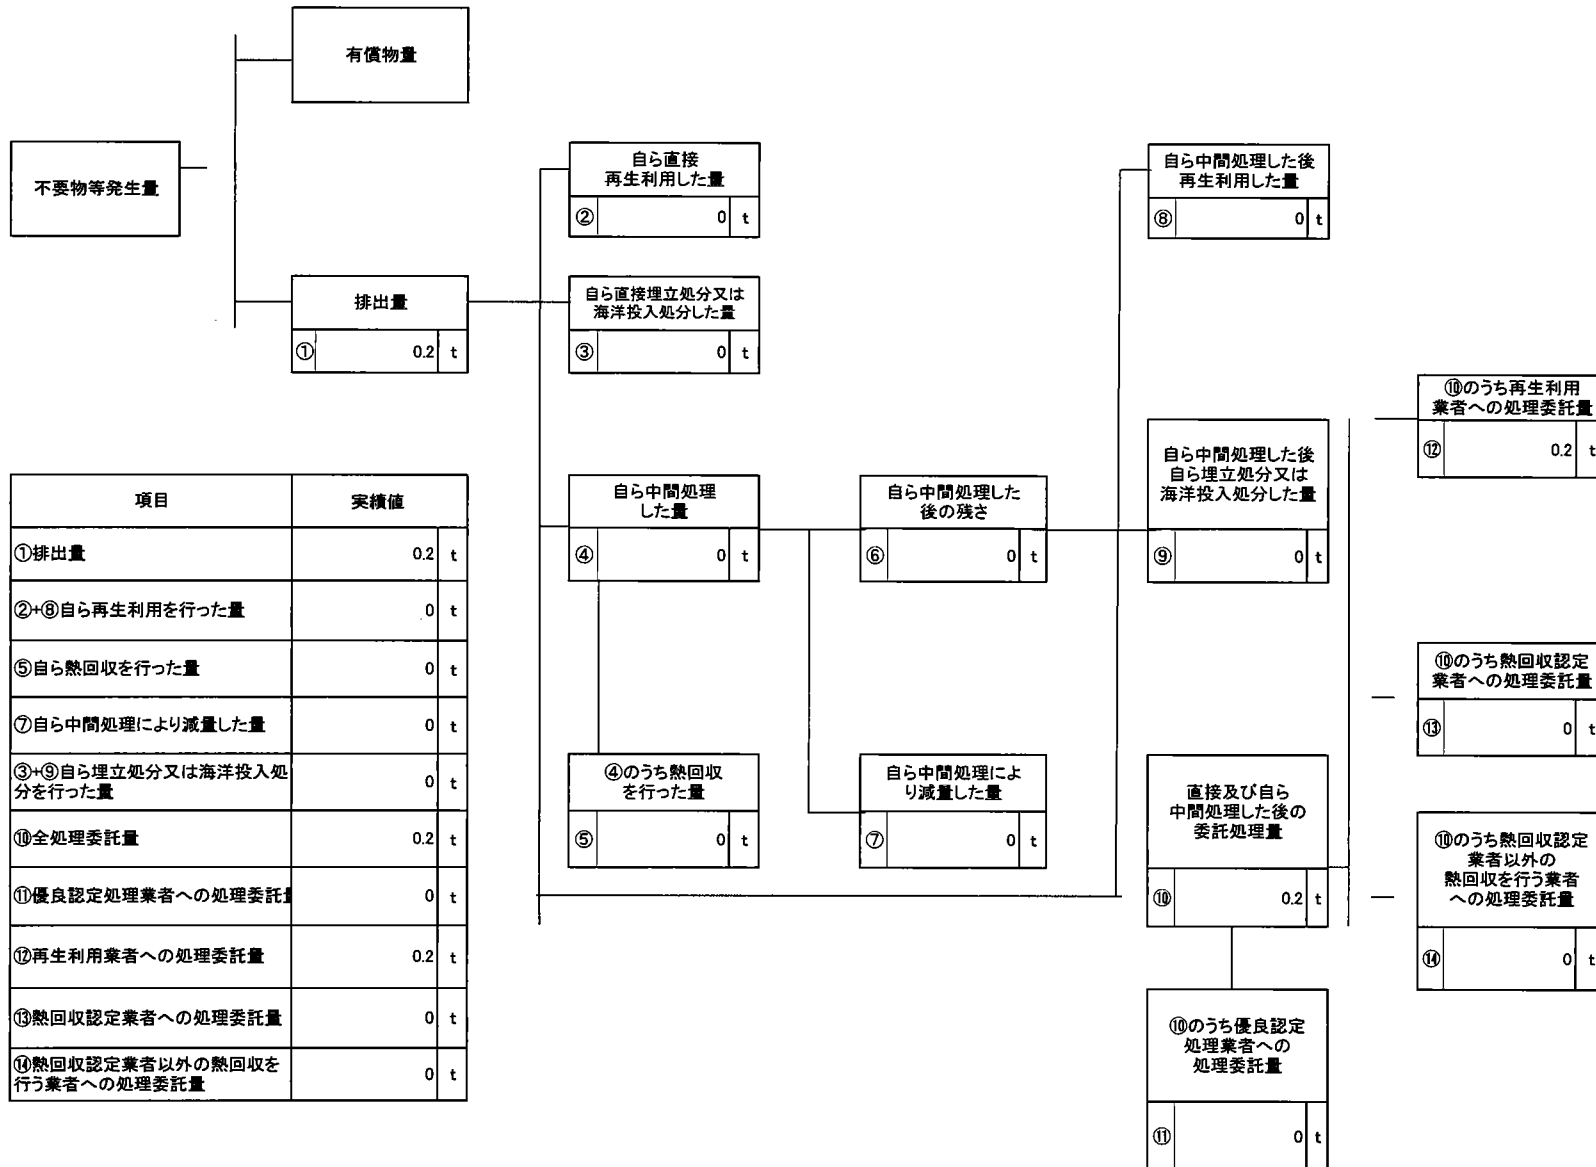 有償物量
不要物等発生量
排出量
① 0.2 t
自ら直接
再生利用した量
② 0 t
自ら直接埋立処分又は
海洋投入処分した量
③ 0 t
自ら中間処理
した量
④ 0 t
④のうち熱回収
を行った量
⑤ 0 t
自ら中間処理した
後の残さ
⑥ 0 t
自ら中間処理によ
り減量した量
⑦ 0 t
自ら中間処理した後
再生利用した量
⑧ 0 t
自ら中間処理した後
自ら埋立処分又は
海洋投入処分した量
⑨ 0 t
直接及び自ら
中間処理した後の
委託処理量
⑩ 0.2 t
⑩のうち優良認定
処理業者への
処理委託量
⑪ 0 t
⑩のうち再生利用
業者への処理委託量
⑫ 0.2 t
⑩のうち熱回収認定
業者への処理委託量
⑬ 0 t
⑩のうち熱回収認定
業者以外の
熱回収を行う業者
への処理委託量
⑭ 0 t
項目 実績値
①排出量 0.2 t
②+⑧自ら再生利用を行った量 0 t
⑤自ら熱回収を行った量 0 t
⑦自ら中間処理により減量した量 0 t
③+⑨自ら埋立処分又は海洋投入処
分を行った量 0 t
⑩全処理委託量 0.2 t
⑪優良認定処理業者への処理委託量 0 t
⑫再生利用業者への処理委託量 0.2 t
⑬熱回収認定業者への処理委託量 0 t
⑭熱回収認定業者以外の熱回収を
行う業者への処理委託量 0 t